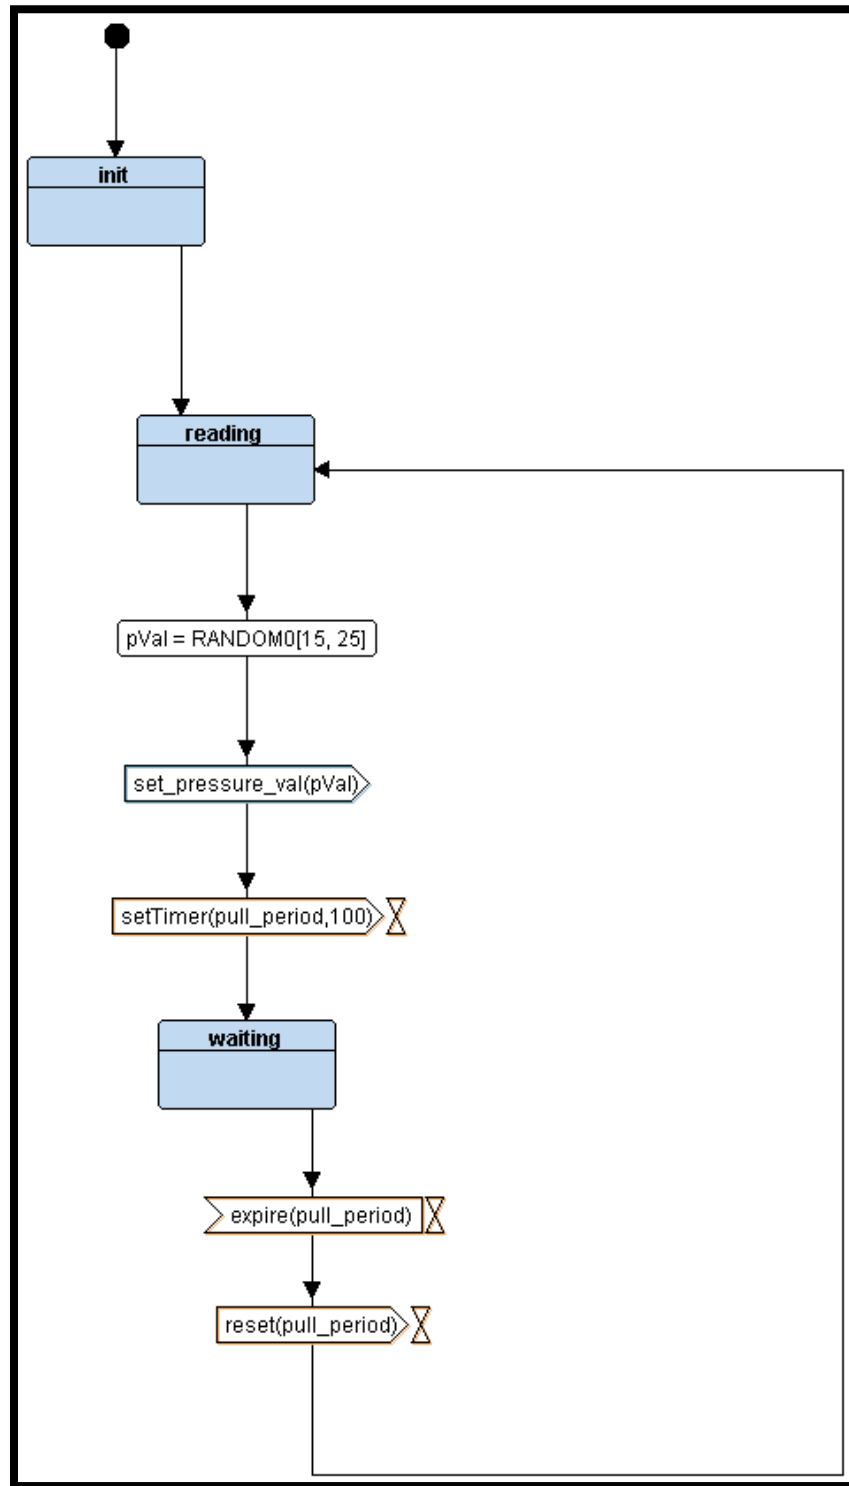 init
reading
pVal = RANDOM0[15, 25]
set_pressure_val(pVal)
setTimer(pull_period,100)
waiting
expire(pull_period)
reset(pull_period)